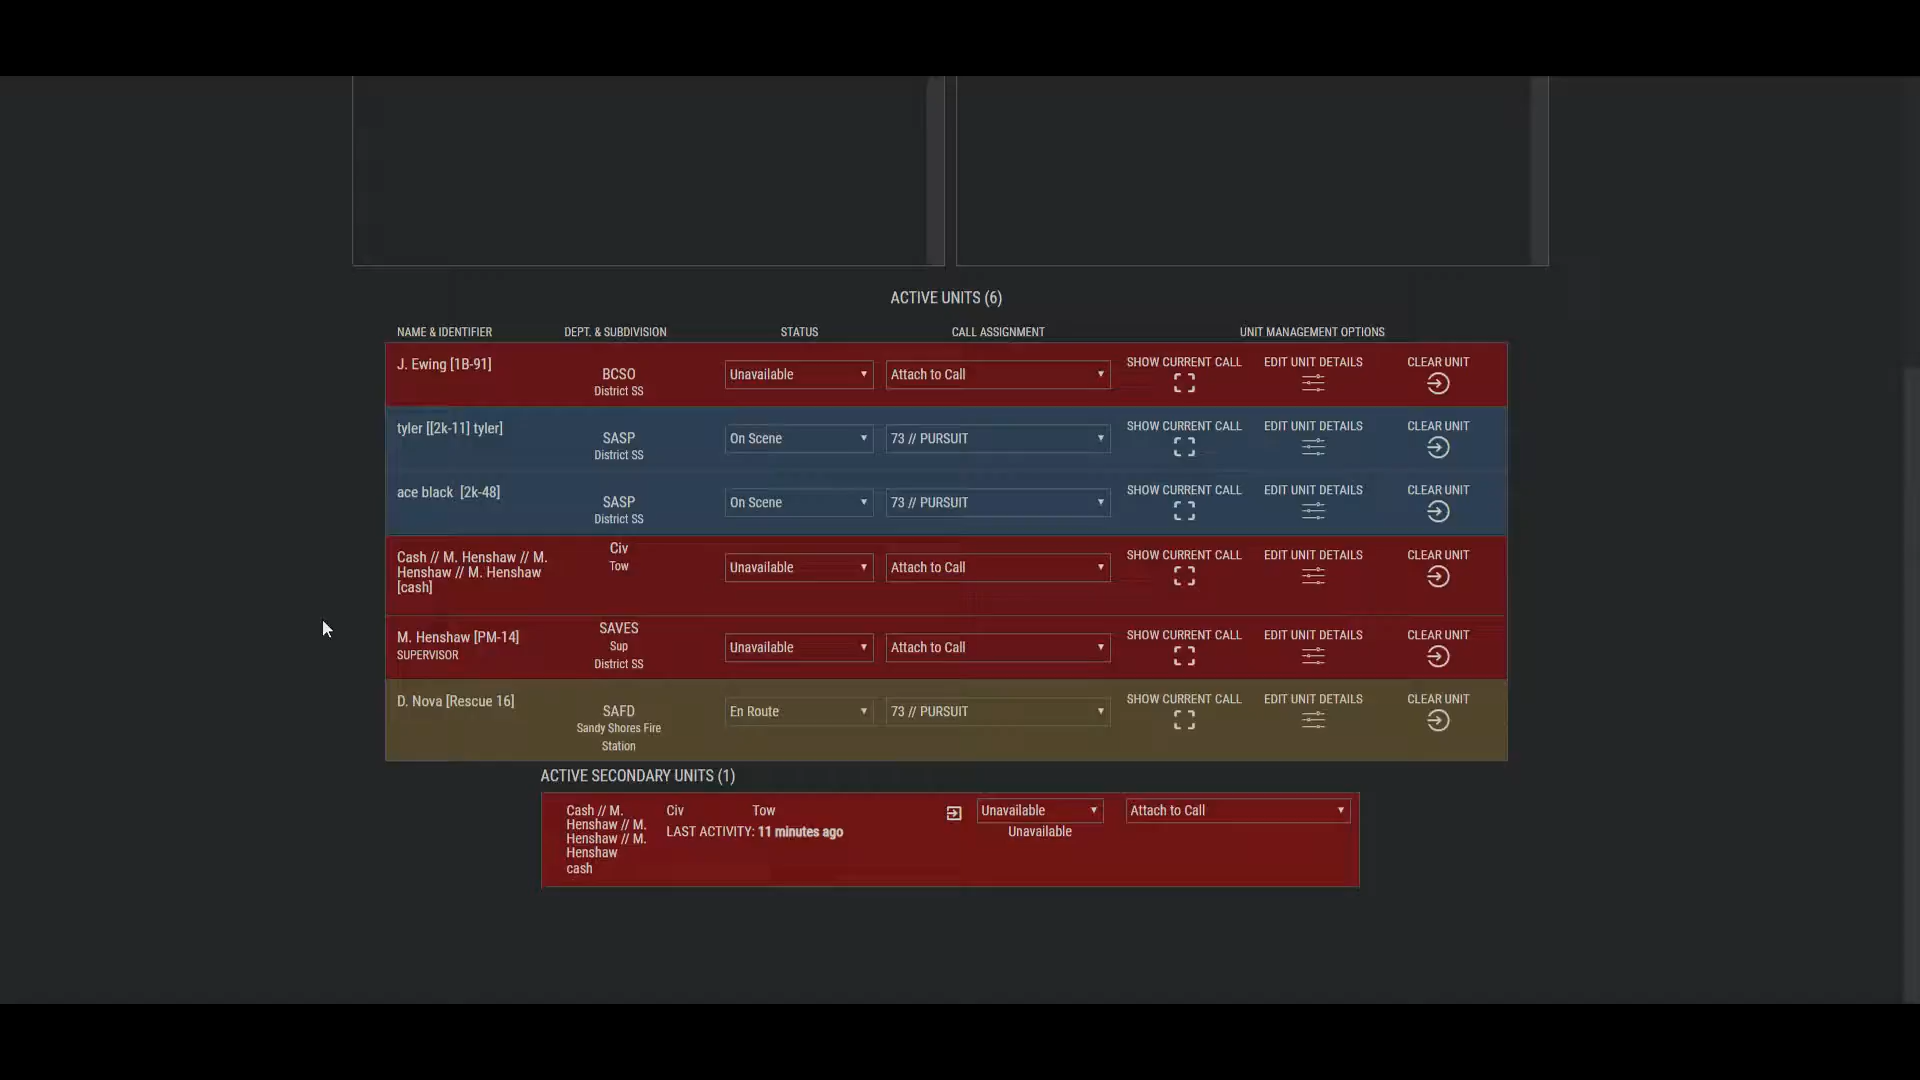 ACTIVE UNITS (6)
NAME & IDENTIFIER DEPT. & SUBDIVISION STATUS CALL ASSIGNMENT UNIT MANAGEMENT OPTIONS
J. Ewing [1B-91] BCSO Unavailable Attach to Call SHOW CURRENT CALL EDIT UNIT DETAILS CLEAR UNIT
District SS
tyler [[2k-11] tyler] SASP On Scene 73 // PURSUIT SHOW CURRENT CALL EDIT UNIT DETAILS CLEAR UNIT
District SS
ace black [2k-48] SASP On Scene 73 // PURSUIT SHOW CURRENT CALL EDIT UNIT DETAILS CLEAR UNIT
District SS
Cash // M. Henshaw // M. Civ Unavailable Attach to Call SHOW CURRENT CALL EDIT UNIT DETAILS CLEAR UNIT
Henshaw // M. Henshaw Tow
[cash]
M. Henshaw [PM-14] SAVES Unavailable Attach to Call SHOW CURRENT CALL EDIT UNIT DETAILS CLEAR UNIT
SUPERVISOR Sup
District SS
D. Nova [Rescue 16] SAFD En Route 73 // PURSUIT SHOW CURRENT CALL EDIT UNIT DETAILS CLEAR UNIT
Sandy Shores Fire
Station
ACTIVE SECONDARY UNITS (1)
Cash // M. Civ Tow Unavailable Attach to Call
Henshaw // M. LAST ACTIVITY: 11 minutes ago Unavailable
Henshaw // M.
Henshaw
cash